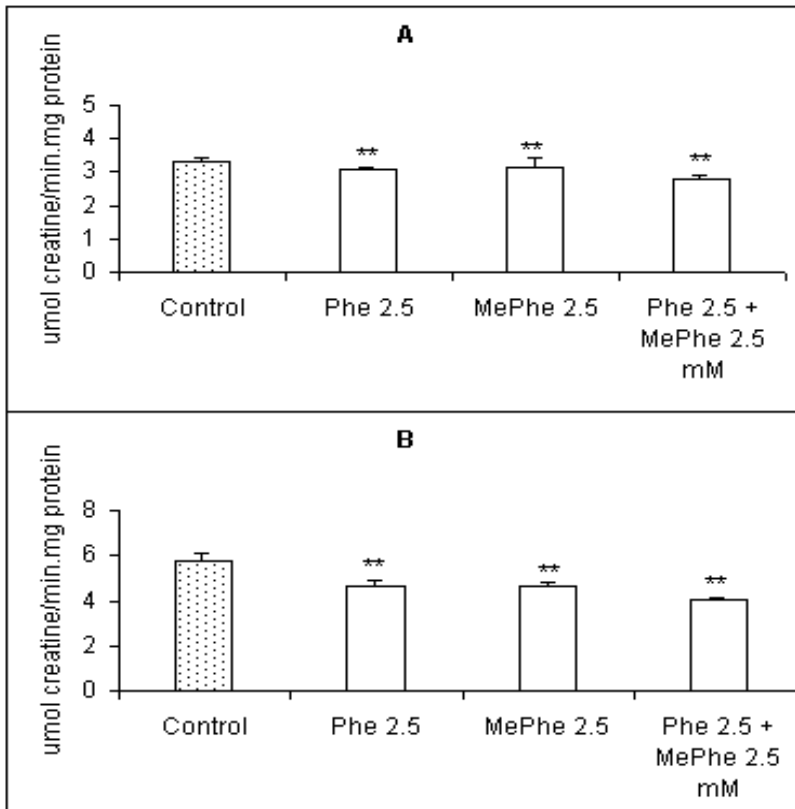 A
umol creatine/min.mg protein
5
4
3
2
1
0
**
**
**
Control
Phe 2.5
MePhe 2.5
Phe 2.5 +
MePhe 2.5
mM
B
umol creatine/min.mg protein
8
6
4
2
0
**
**
**
Control
Phe 2.5
MePhe 2.5
Phe 2.5 +
MePhe 2.5
mM